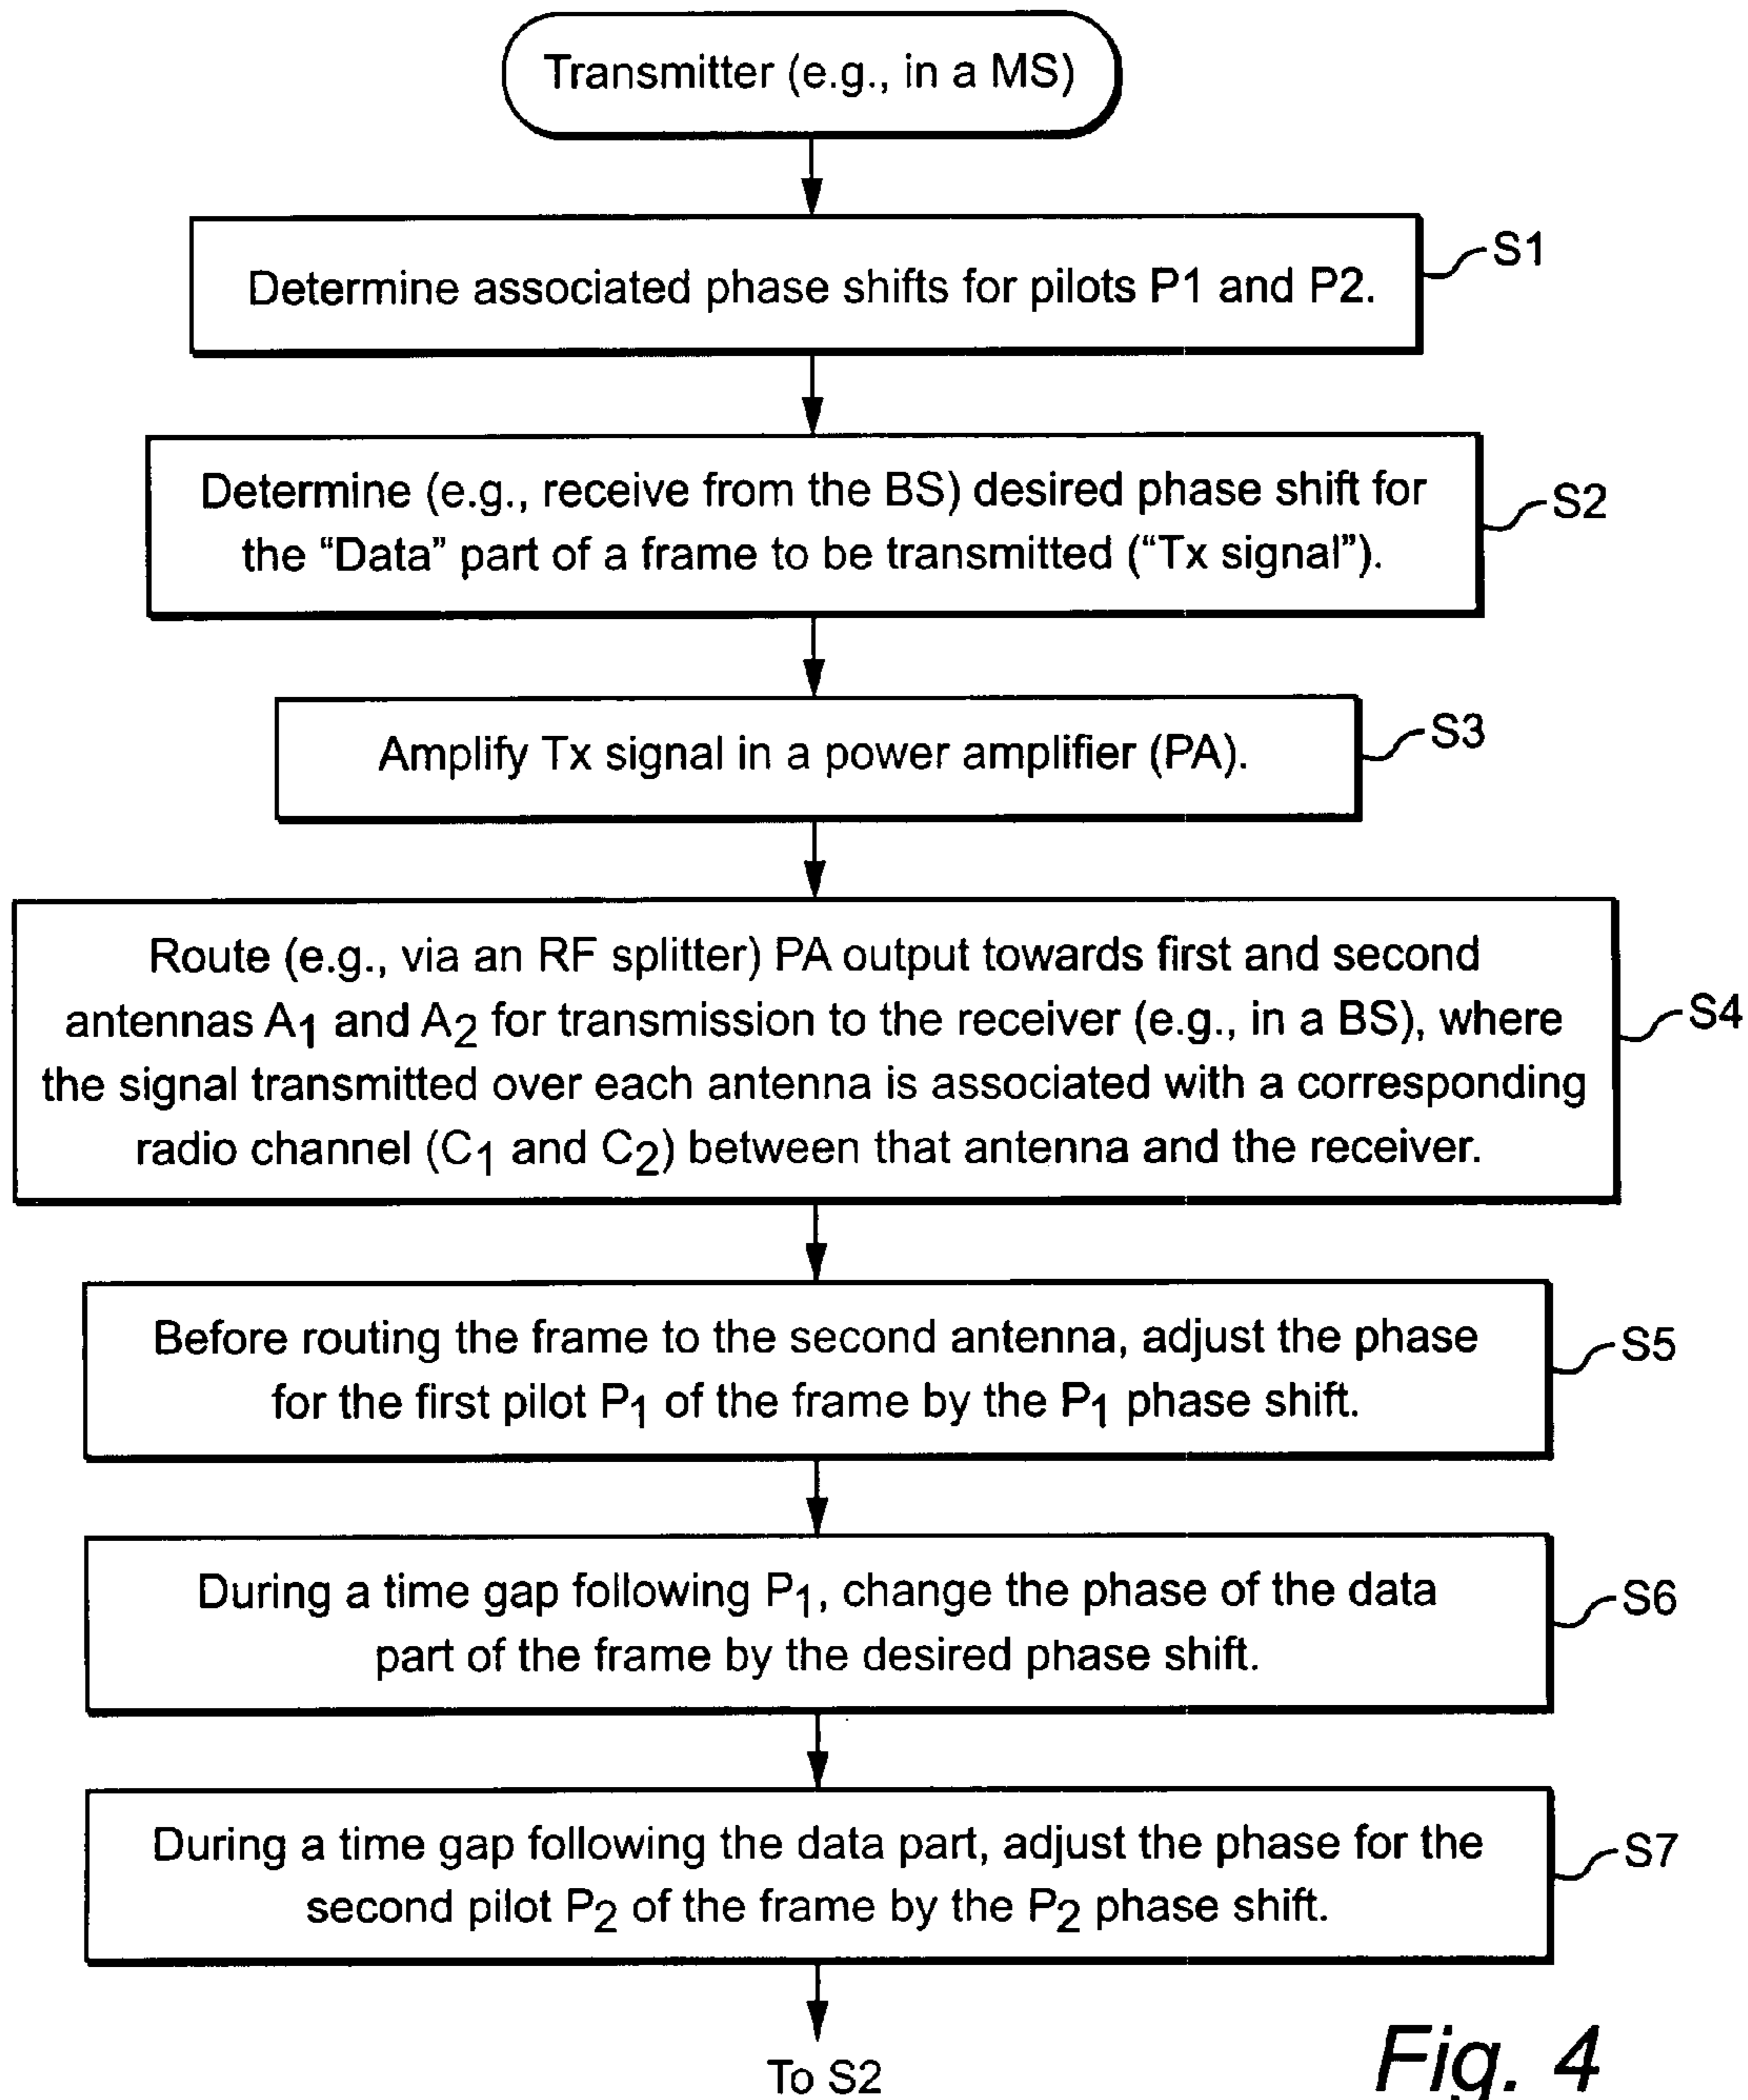 Transmitter (e.g., in a MS)
Determine associated phase shifts for pilots P1 and P2.
S1
Determine (e.g., receive from the BS) desired phase shift for
the “Data” part of a frame to be transmitted (“Tx signal”).
S2
Amplify Tx signal in a power amplifier (PA).
S3
Route (e.g., via an RF splitter) PA output towards first and second
antennas A1 and A2 for transmission to the receiver (e.g., in a BS), where
the signal transmitted over each antenna is associated with a corresponding
radio channel (C1 and C2) between that antenna and the receiver.
S4
Before routing the frame to the second antenna, adjust the phase
for the first pilot P1 of the frame by the P1 phase shift.
S5
During a time gap following P1, change the phase of the data
part of the frame by the desired phase shift.
S6
During a time gap following the data part, adjust the phase for the
second pilot P2 of the frame by the P2 phase shift.
S7
To S2
Fig. 4